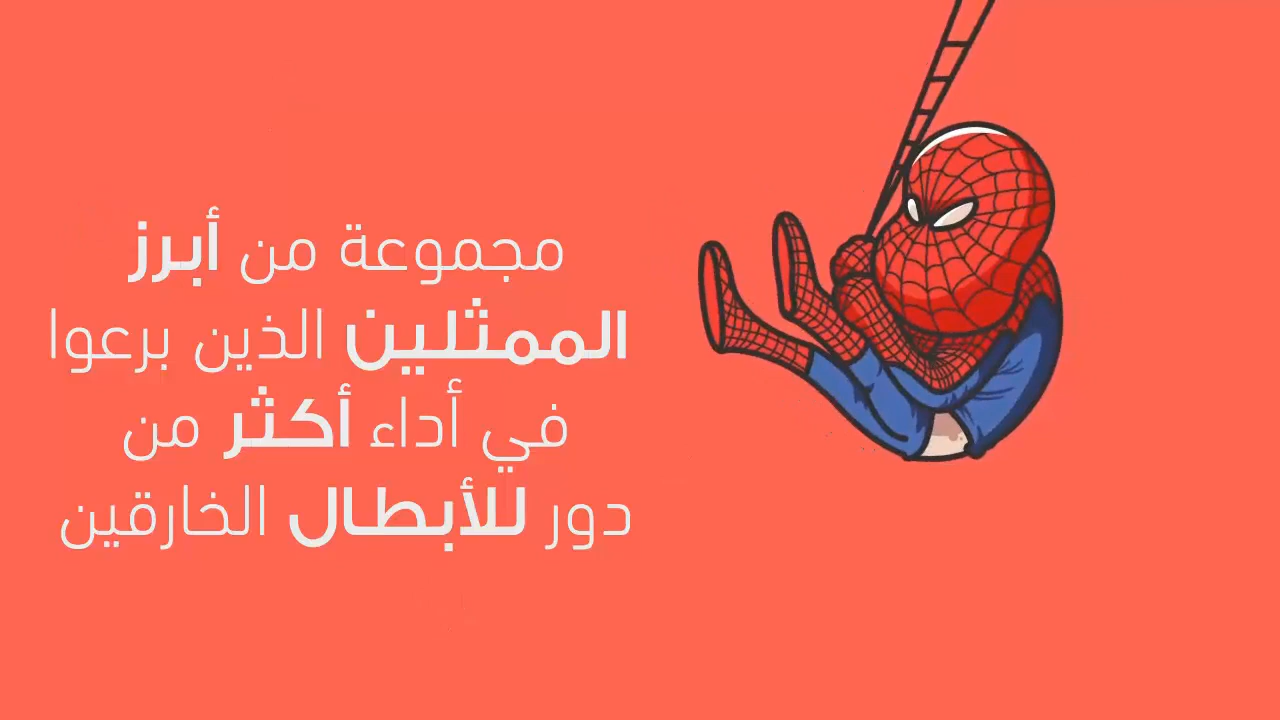 مجموعة من أبرز
الممثلين الذين برعوا
في أداء أكثر من
دور للأبطال الخارقين